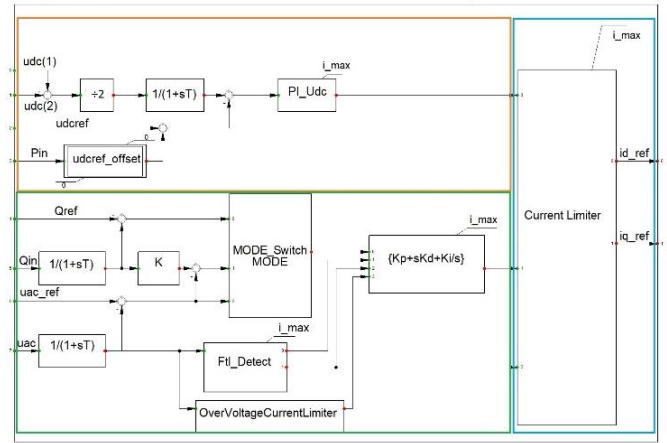 udc(1)
i_max
i_max
udc(2)
÷2
1/(1+sT)
PI_Udc
udcref
0
Pin
udcref_offset
0
id_ref
Qref
Current Limiter
i_max
iq_ref
MODE_Switch
MODE
Qin
1/(1+sT)
K
{Kp+sKd+Ki/s}
uac_ref
i_max
uac
1/(1+sT)
Ftl_Detect
OverVoltageCurrentLimiter